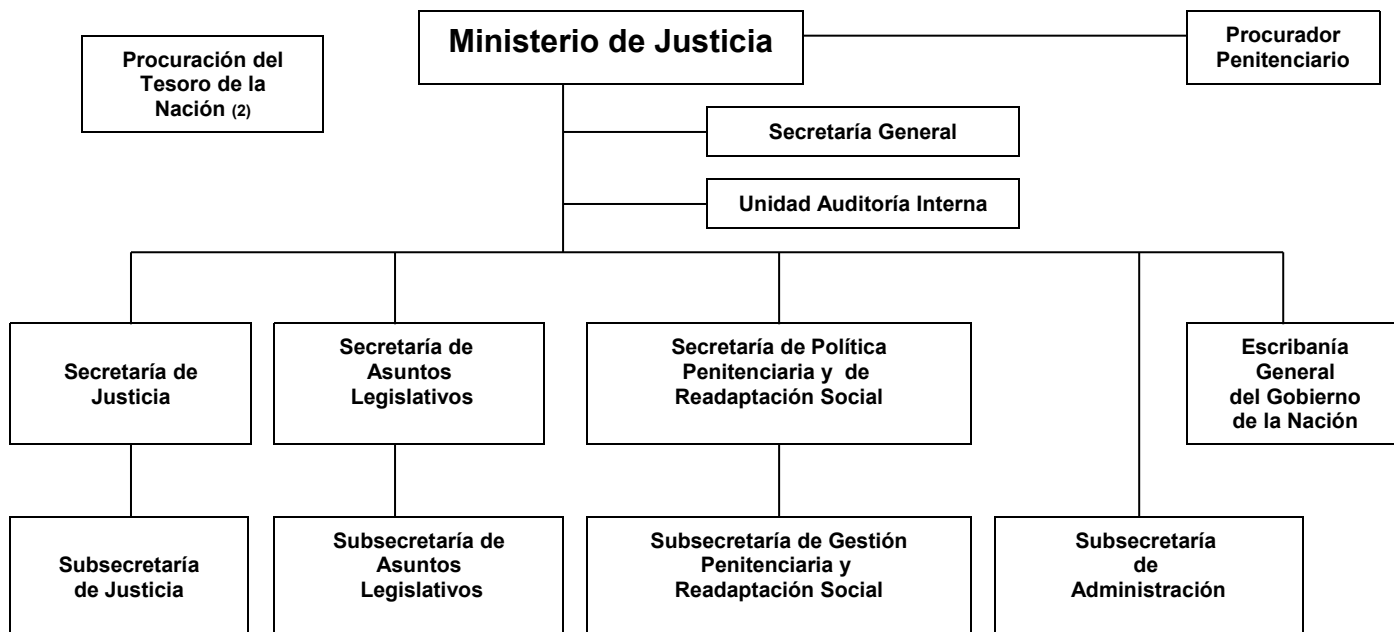 Ministerio de Justicia
Procurador
Penitenciario
Procuración del
Tesoro de la
Nación (2)
Secretaría General
Unidad Auditoría Interna
Secretaría de
Justicia
Secretaría de
Asuntos
Legislativos
Secretaría de Política
Penitenciaria y de
Readaptación Social
Escribanía
General
del Gobierno
de la Nación
Subsecretaría
de Justicia
Subsecretaría de
Asuntos
Legislativos
Subsecretaría de Gestión
Penitenciaria y
Readaptación Social
Subsecretaría
de
Administración